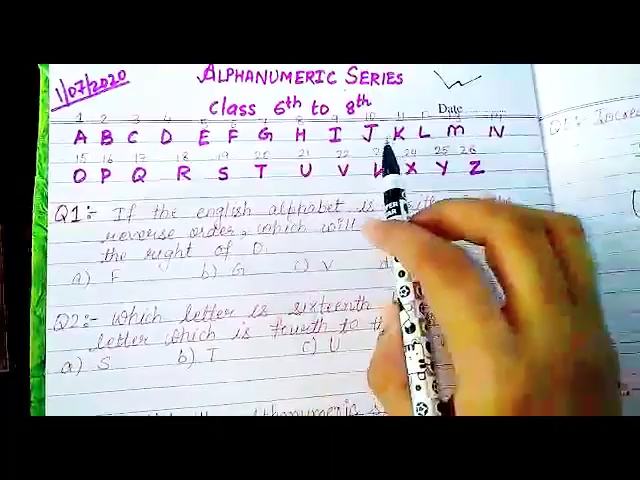 1/07/2020
ALPHANUMERIC SERIES
Class 6th to 8th
Date
1 2 3 4 5 6 7 8 9 10 11 12 13 14
A B C D E F G H I J K L M N
15 16 17 18 19 20 21 22 24 25 26
O P Q R S T U V X Y Z
Q1:- If the english alphabet is
reverse order, which will
the right of O.
a) F b) G c) V
Q2:- Which letter is sixteenth
letter which is fourth to
a) S b) T c) U